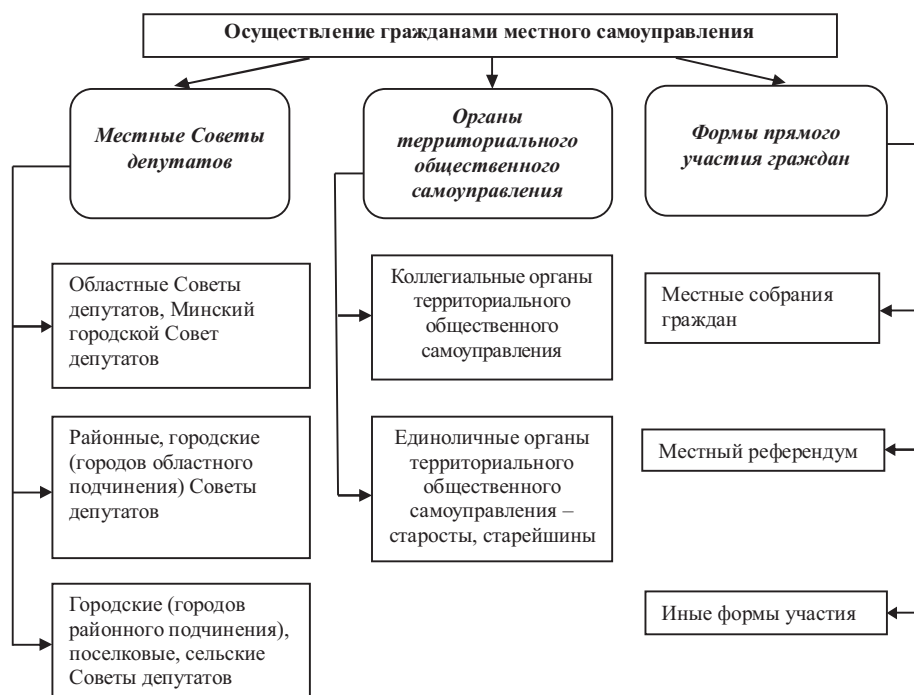 Осуществление гражданами местного самоуправления
Местные Советы
депутатов
Органы
территориального
общественного
самоуправления
Формы прямого
участия граждан
Областные Советы
депутатов, Минский
городской Совет
депутатов
Коллегиальные органы
территориального
общественного
самоуправления
Местные собрания
граждан
Районные, городские
(городов областного
подчинения) Советы
депутатов
Единоличные органы
территориального
общественного
самоуправления –
старосты, старейшины
Местный референдум
Городские (городов
районного подчинения),
поселковые, сельские
Советы депутатов
Иные формы участия